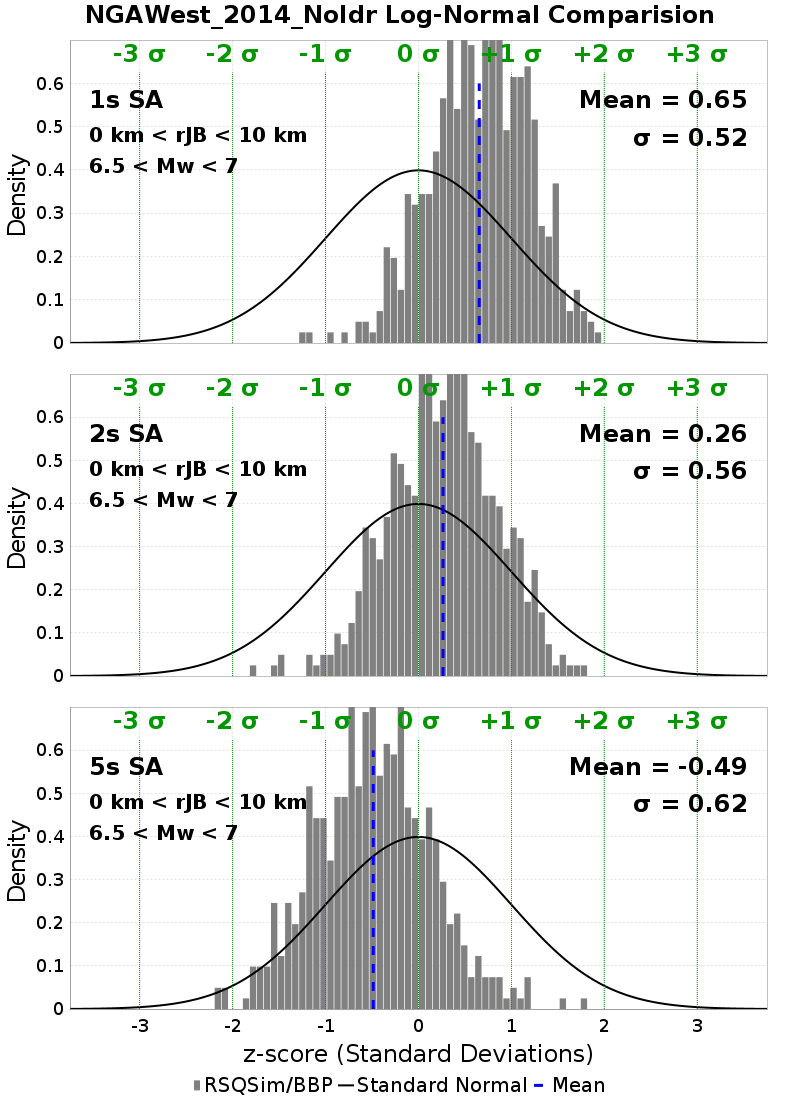 NGAWest_2014_NoIdr Log-Normal Comparision
-3 σ -2 σ -1 σ 0 σ +1 σ +2 σ +3 σ
1s SA
Mean = 0.65
0 km < rJB < 10 km
σ = 0.52
6.5 < Mw < 7
Density
0.6
0.5
0.4
0.3
0.2
0.1
0
-3 σ -2 σ -1 σ 0 σ +1 σ +2 σ +3 σ
2s SA
Mean = 0.26
0 km < rJB < 10 km
σ = 0.56
6.5 < Mw < 7
Density
0.6
0.5
0.4
0.3
0.2
0.1
0
-3 σ -2 σ -1 σ 0 σ +1 σ +2 σ +3 σ
5s SA
Mean = -0.49
0 km < rJB < 10 km
σ = 0.62
6.5 < Mw < 7
Density
0.6
0.5
0.4
0.3
0.2
0.1
0
-3 -2 -1 0 1 2 3
z-score (Standard Deviations)
RSQSim/BBP Standard Normal Mean